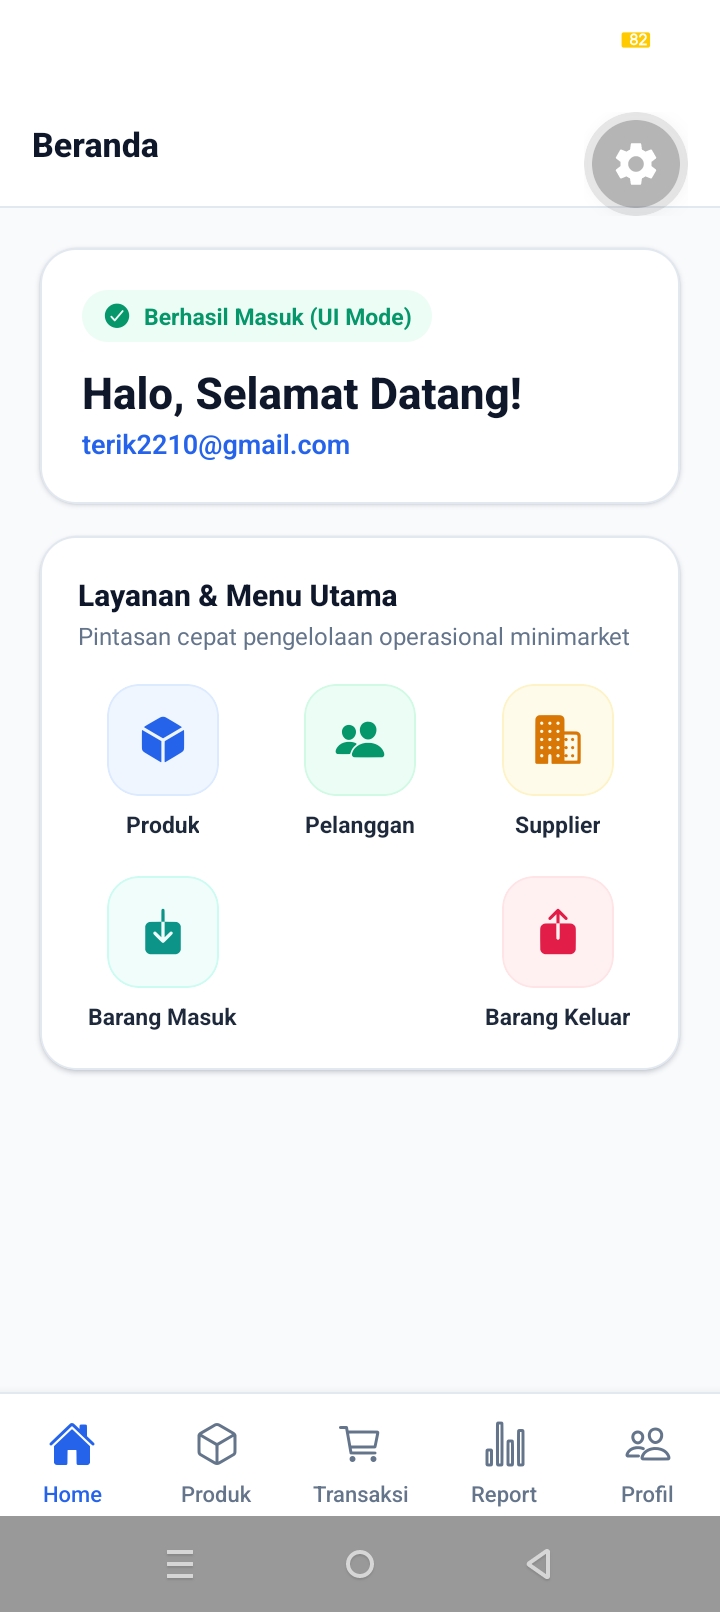 82
Beranda
Berhasil Masuk (UI Mode)
Halo, Selamat Datang!
terik2210@gmail.com
Layanan & Menu Utama
Pintasan cepat pengelolaan operasional minimarket
Produk
Pelanggan
Supplier
Barang Masuk
Barang Keluar
Home
Produk
Transaksi
Report
Profil